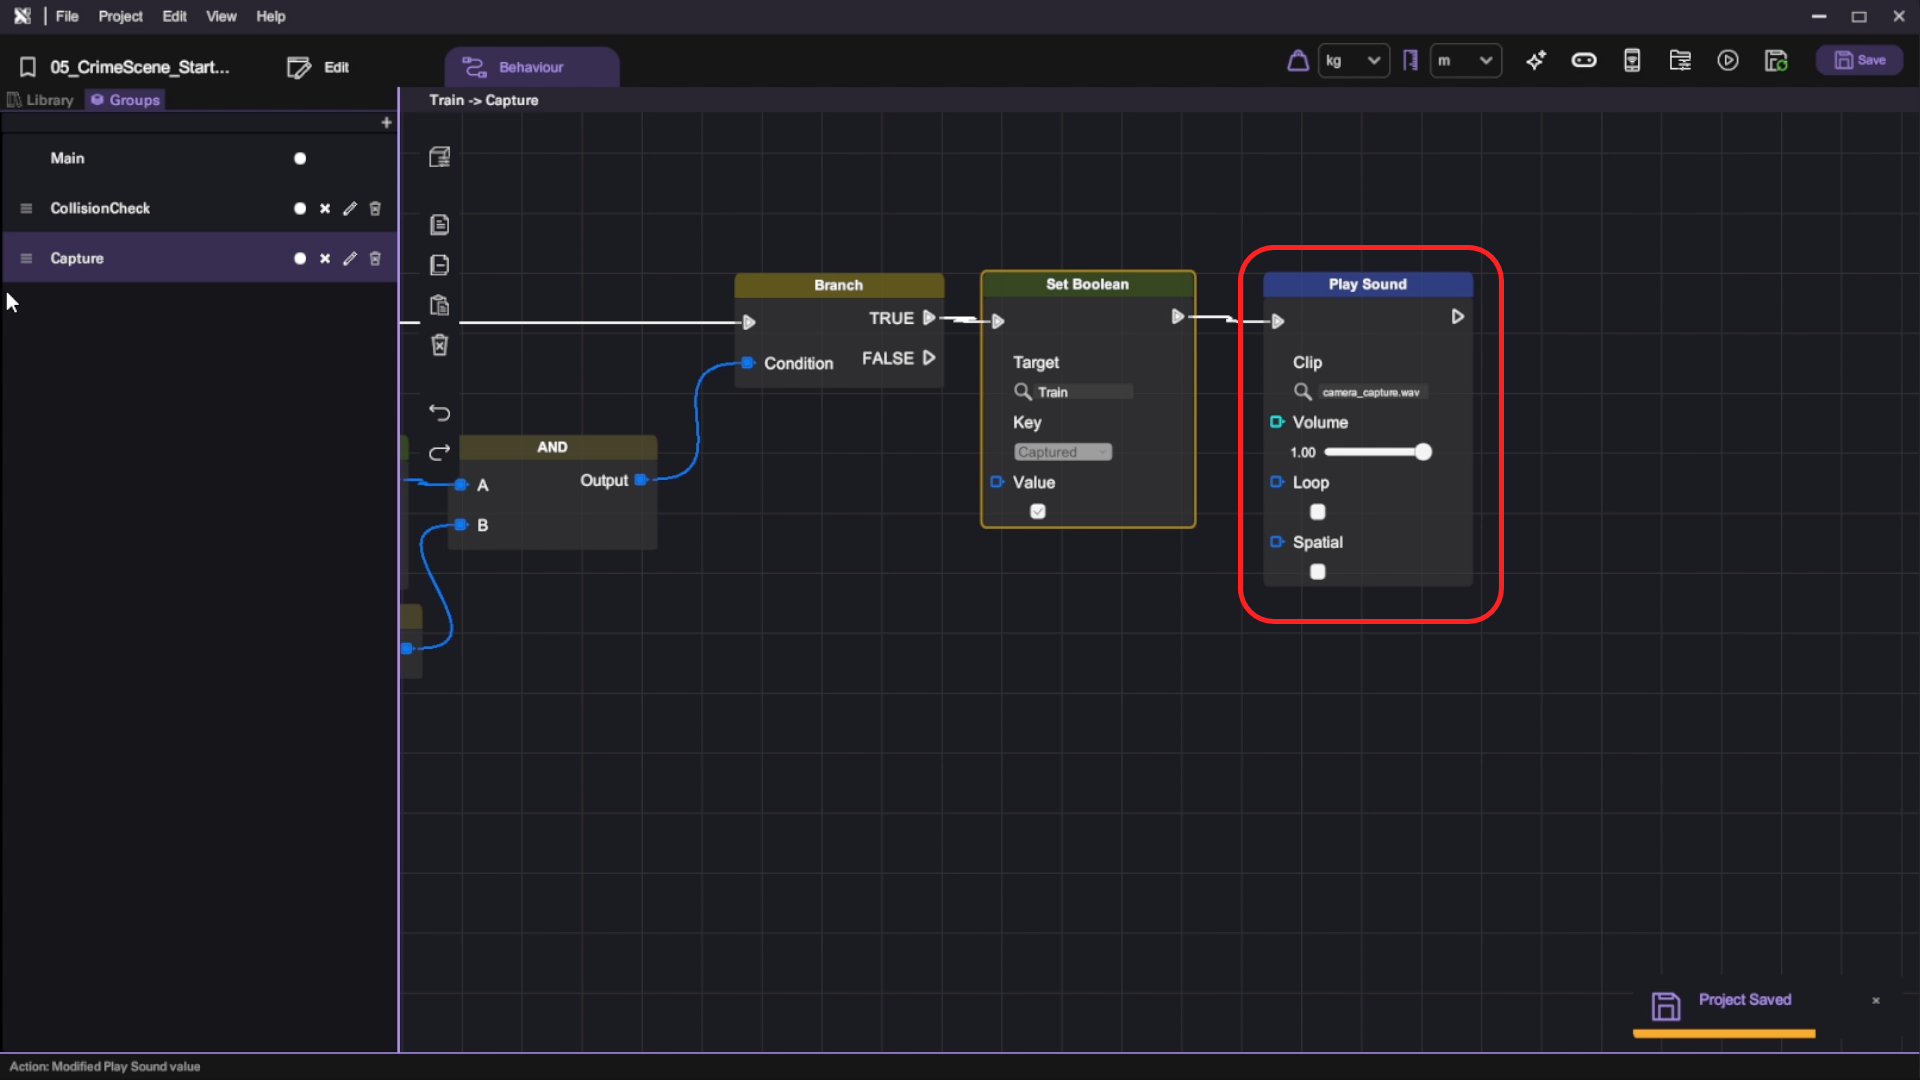 File Project Edit View Help
05_CrimeScene_Start... Edit Behaviour kg m Save
Library Groups Train -> Capture
+
Main
CollisionCheck
Capture
Branch
TRUE
Condition FALSE
Set Boolean
Target
Train
Key
Captured
Value
Play Sound
Clip
camera_capture.wav
Volume
1.00
Loop
Spatial
AND
A Output
B
Project Saved
Action: Modified Play Sound value